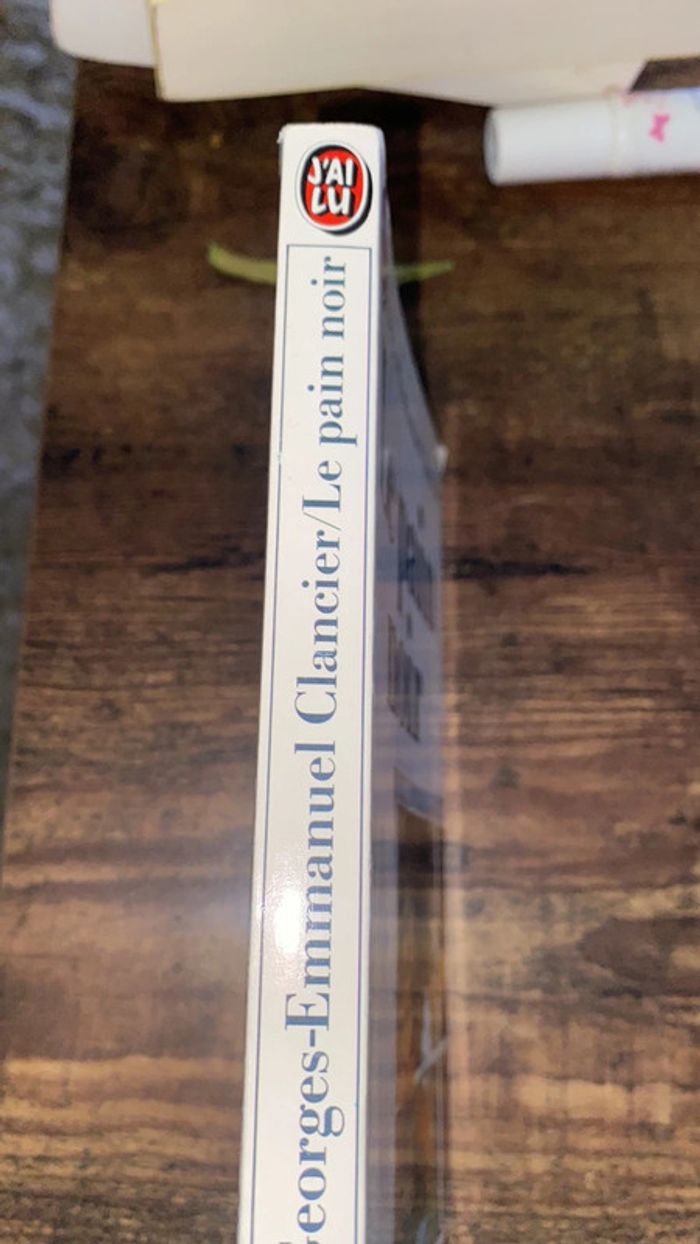 J'AI
LU
Georges-Emmanuel Clancier/Le pain noir